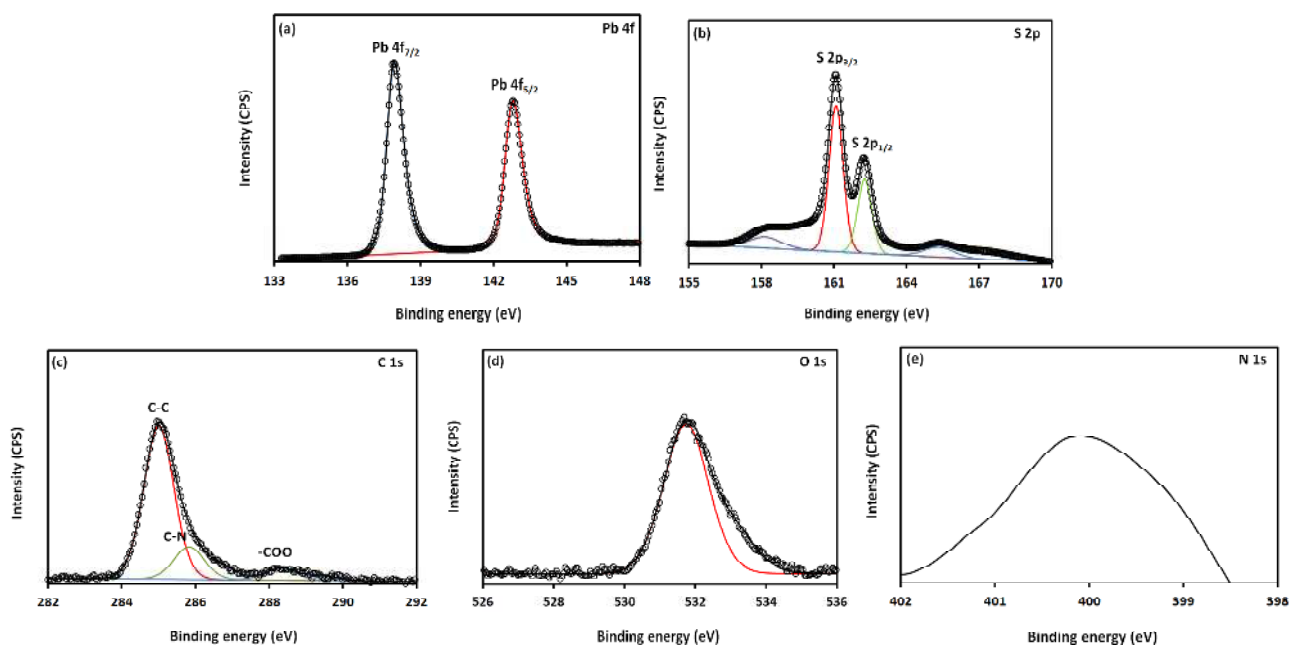 (a) Pb 4f
Pb 4f7/2
Pb 4f5/2
Intensity (CPS)
133 136 139 142 145 148
Binding energy (eV)
(b) S 2p
S 2p3/2
S 2p1/2
Intensity (CPS)
155 158 161 164 167 170
Binding energy (eV)
(c) C 1s
C-C
C-N
-COO
Intensity (CPS)
282 284 286 288 290 292
Binding energy (eV)
(d) O 1s
Intensity (CPS)
526 528 530 532 534 536
Binding energy (eV)
(e) N 1s
Intensity (CPS)
402 401 400 399 398
Binding energy (eV)